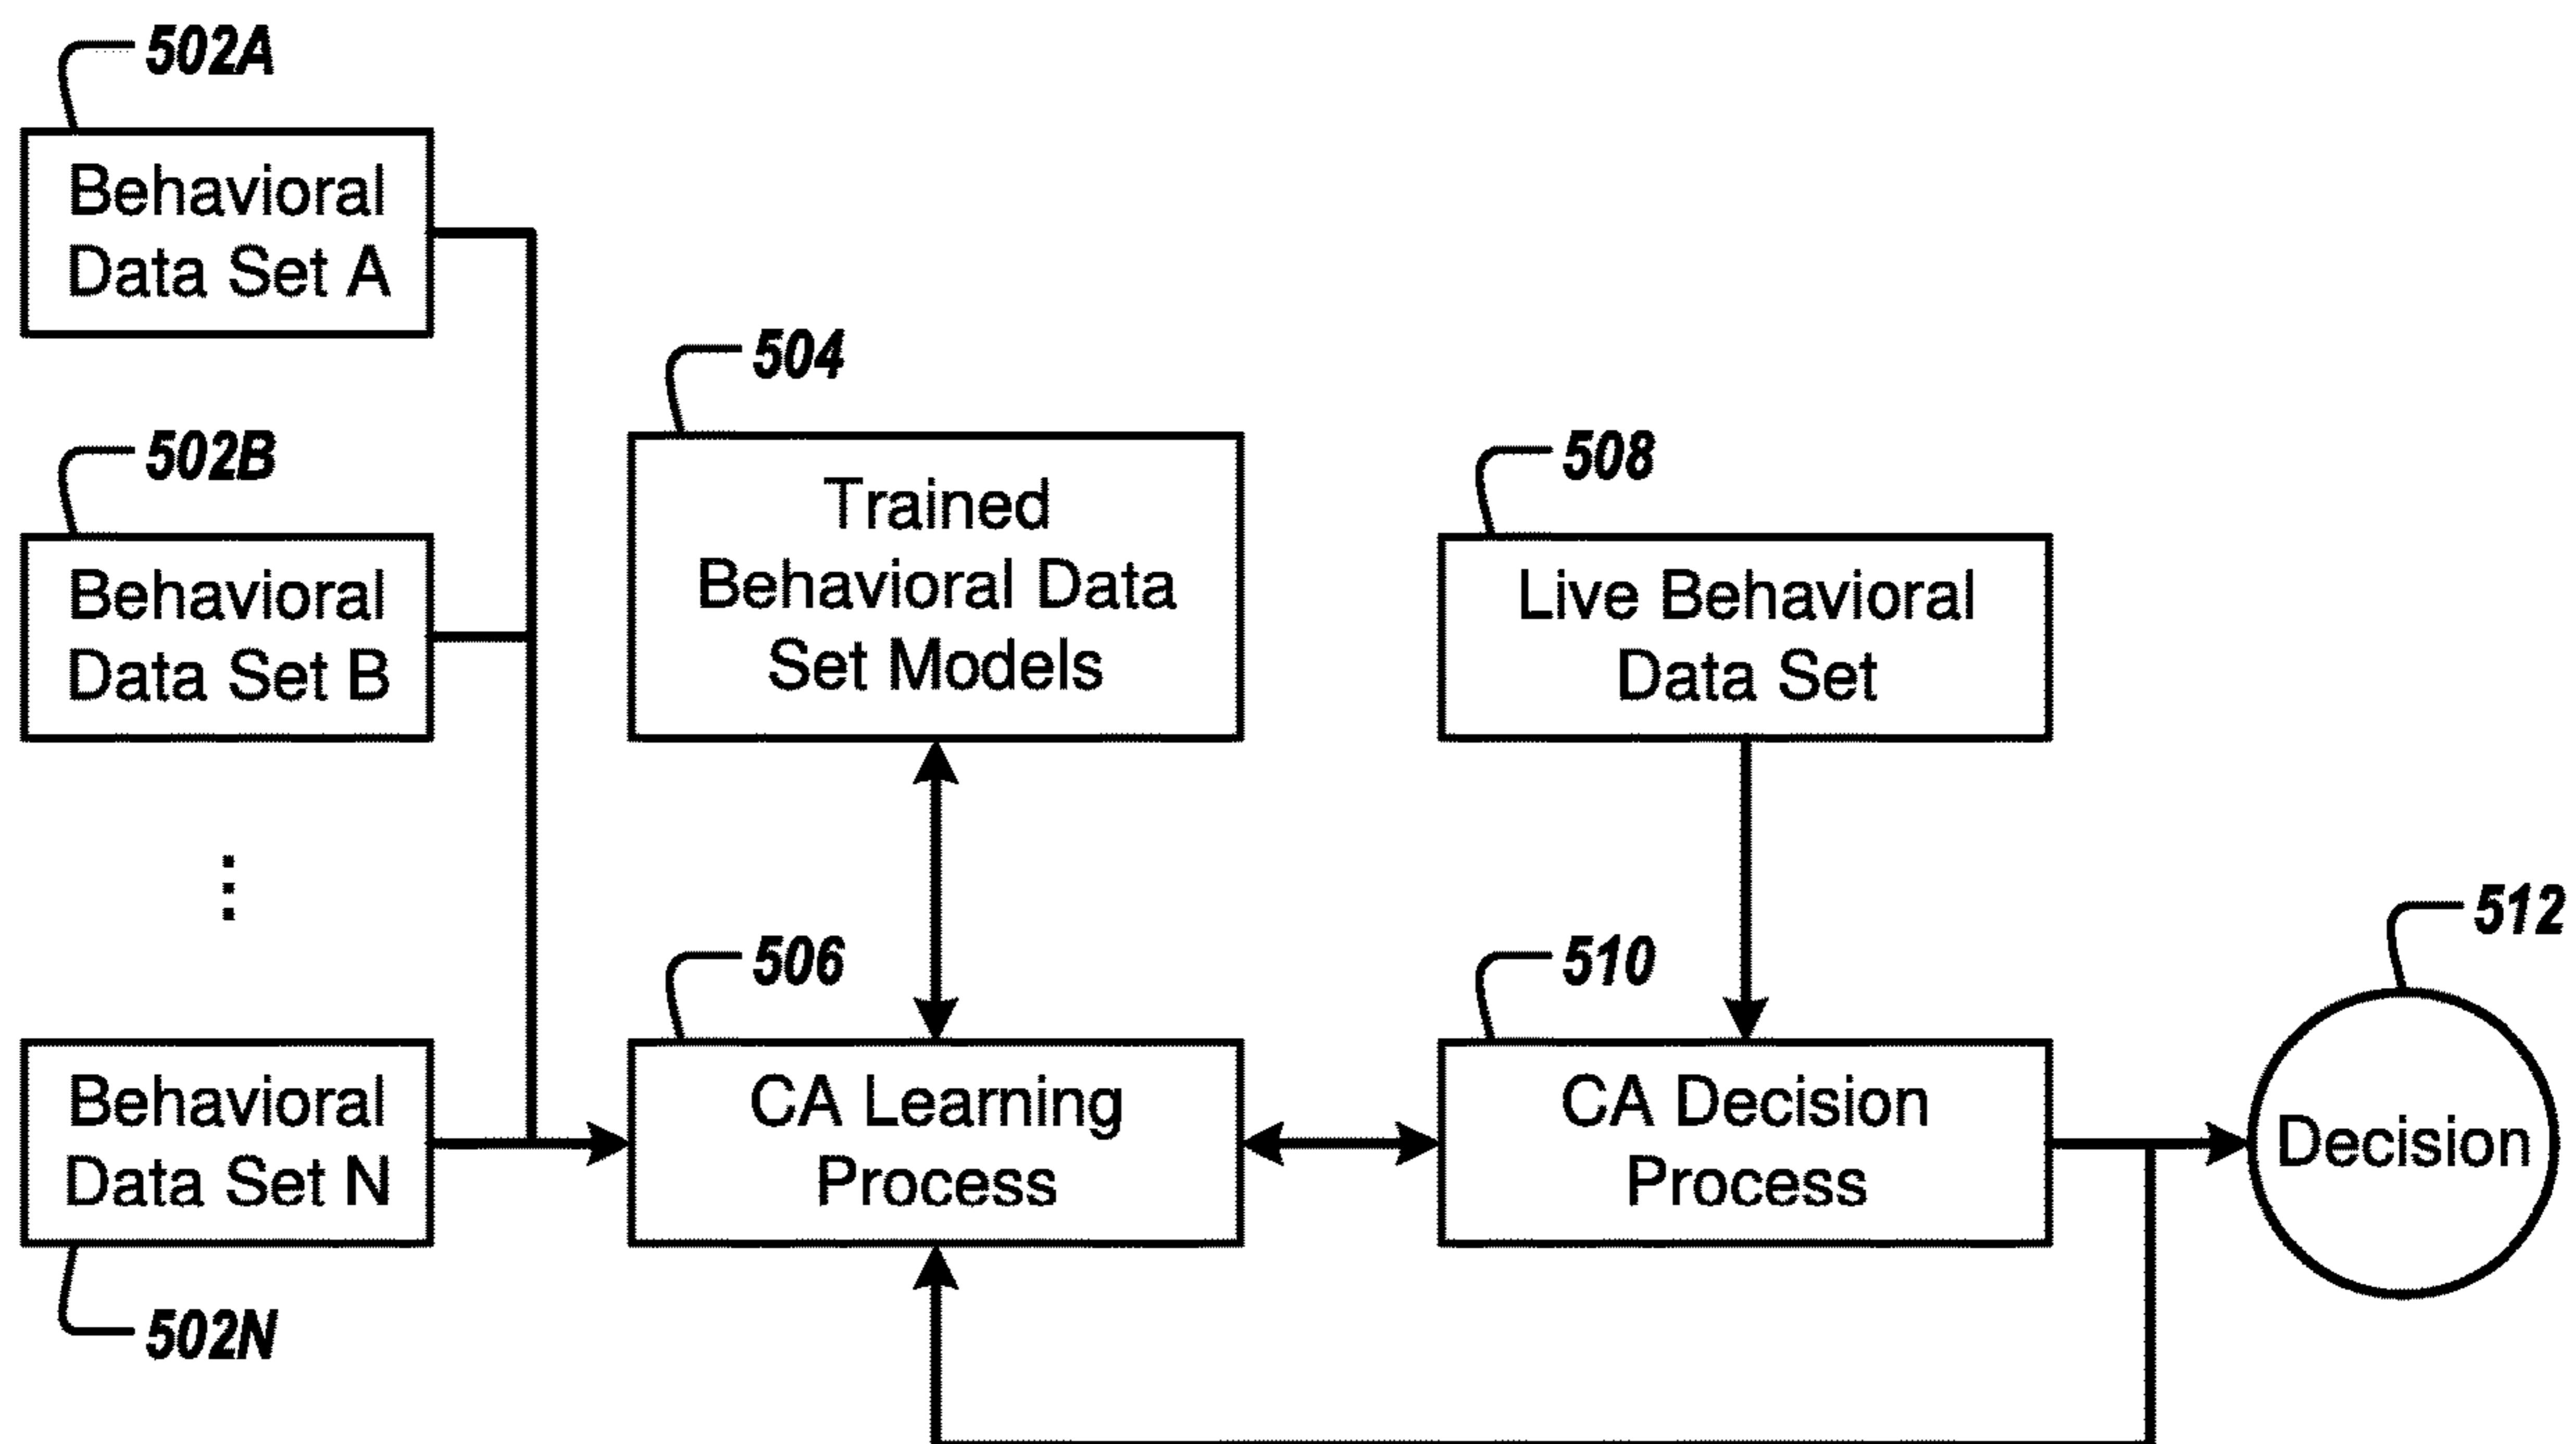 502A
Behavioral
Data Set A
502B
Behavioral
Data Set B
502N
Behavioral
Data Set N
504
Trained
Behavioral Data
Set Models
506
CA Learning
Process
508
Live Behavioral
Data Set
510
CA Decision
Process
512
Decision